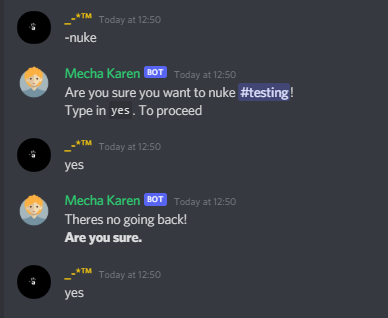 _-*™ Today at 12:50
-nuke
Mecha Karen BOT Today at 12:50
Are you sure you want to nuke #testing!
Type in yes. To proceed
_-*™ Today at 12:50
yes
Mecha Karen BOT Today at 12:50
Theres no going back!
Are you sure.
_-*™ Today at 12:50
yes